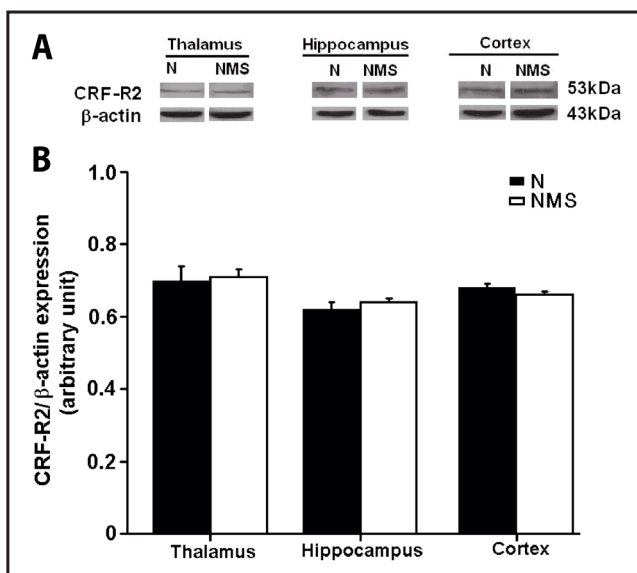 A
Thalamus Hippocampus Cortex
N NMS N NMS N NMS
CRF-R2 53kDa
β-actin 43kDa
B
N
NMS
CRF-R2/β-actin expression
(arbitrary unit)
1.0
0.8
0.6
0.4
0.2
0
Thalamus Hippocampus Cortex